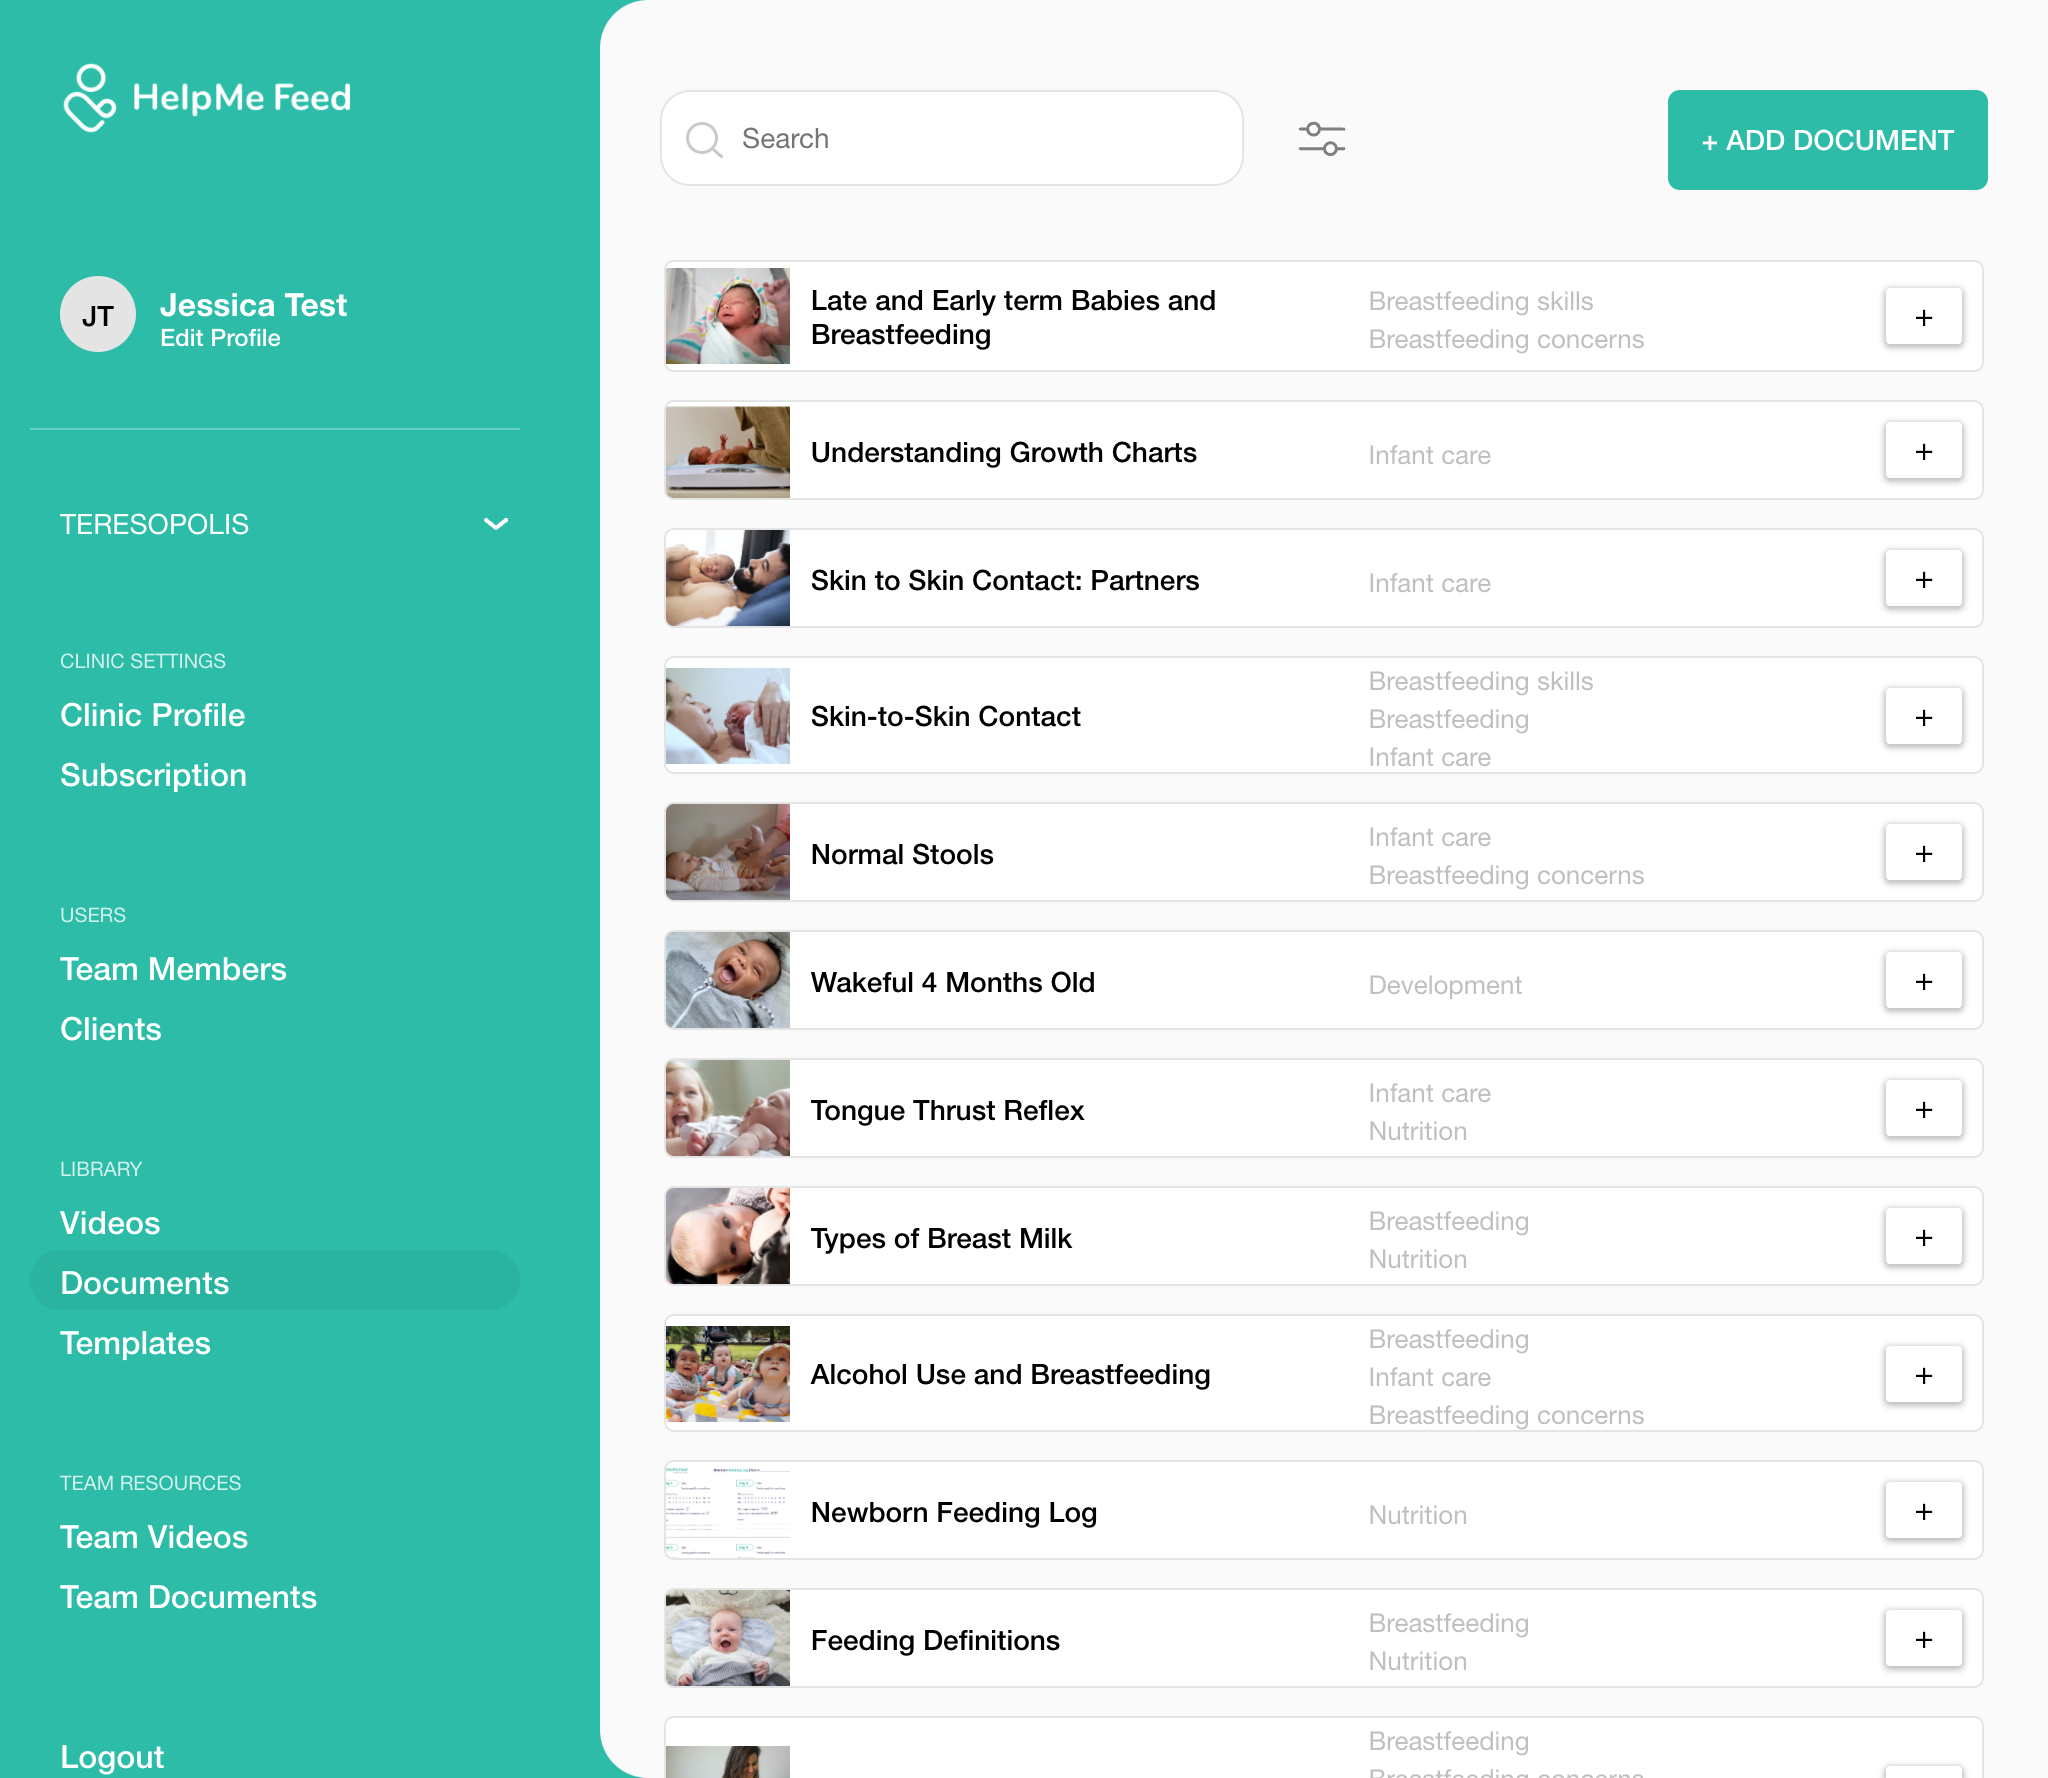 HelpMe Feed
Search
+ ADD DOCUMENT
JT
Jessica Test
Edit Profile
TERESOPOLIS
CLINIC SETTINGS
Clinic Profile
Subscription
USERS
Team Members
Clients
LIBRARY
Videos
Documents
Templates
TEAM RESOURCES
Team Videos
Team Documents
Logout
Late and Early term Babies and
Breastfeeding
Breastfeeding skills
Breastfeeding concerns
+
Understanding Growth Charts
Infant care
+
Skin to Skin Contact: Partners
Infant care
+
Skin-to-Skin Contact
Breastfeeding skills
Breastfeeding
Infant care
+
Normal Stools
Infant care
Breastfeeding concerns
+
Wakeful 4 Months Old
Development
+
Tongue Thrust Reflex
Infant care
Nutrition
+
Types of Breast Milk
Breastfeeding
Nutrition
+
Alcohol Use and Breastfeeding
Breastfeeding
Infant care
Breastfeeding concerns
+
Newborn Feeding Log
Nutrition
+
Feeding Definitions
Breastfeeding
Nutrition
+
Breastfeeding
Breastfeeding concerns